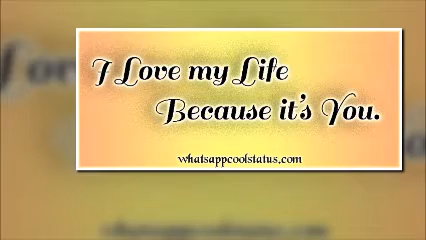 I Love my Life
Because it's You.
whatsappcoolstatus.com